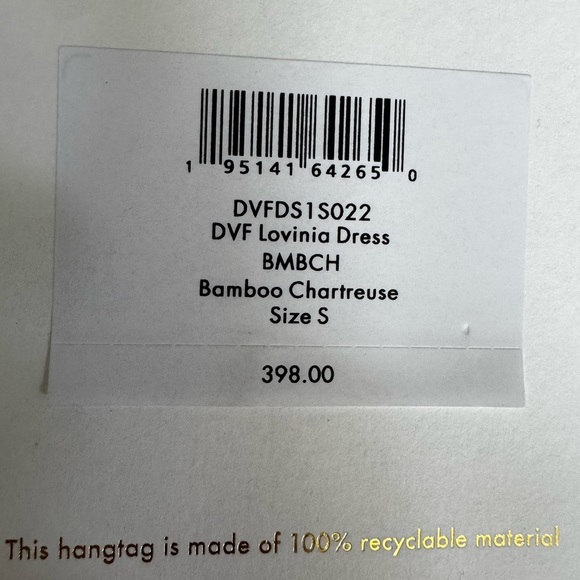 1 95141 64265 0
DVFDS1S022
DVF Lovinia Dress
BMBCH
Bamboo Chartreuse
Size S
398.00
This hangtag is made of 100% recyclable material